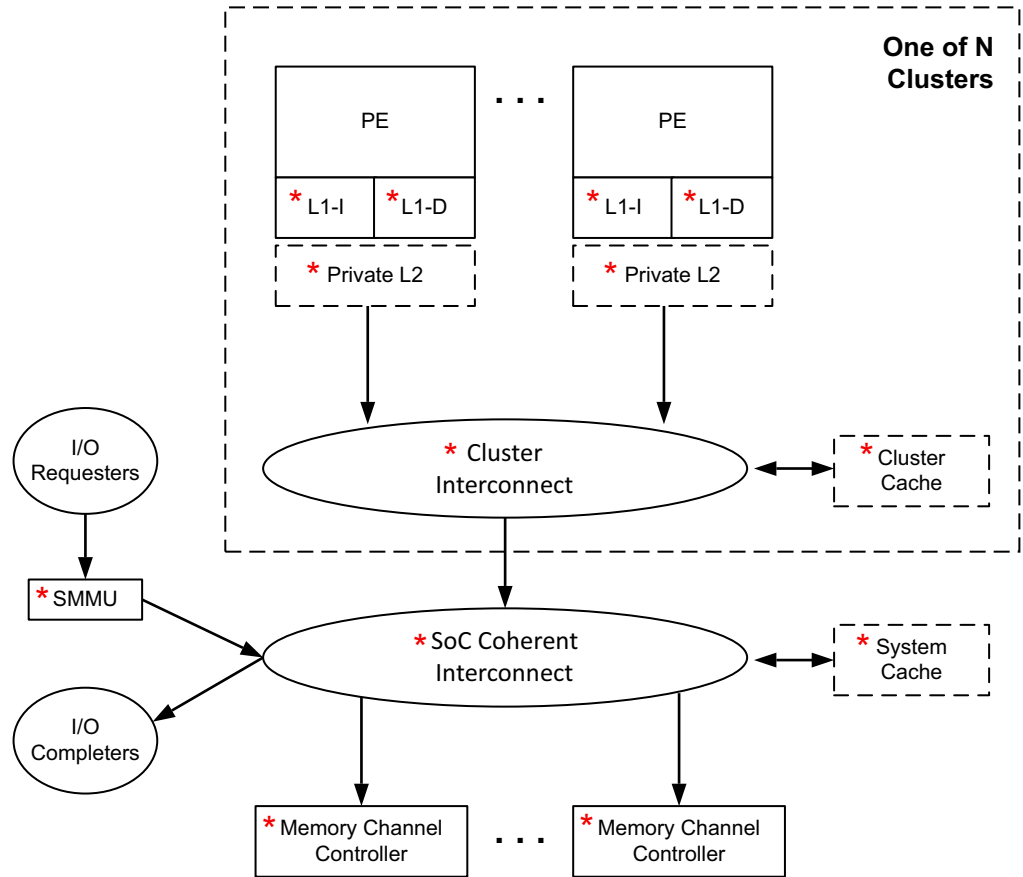 One of N
Clusters
PE
. . .
PE
* L1-I
* L1-D
* L1-I
* L1-D
* Private L2
* Private L2
I/O
Requesters
* Cluster
Interconnect
* Cluster
Cache
* SMMU
* SoC Coherent
Interconnect
* System
Cache
I/O
Completers
* Memory Channel
Controller
. . .
* Memory Channel
Controller